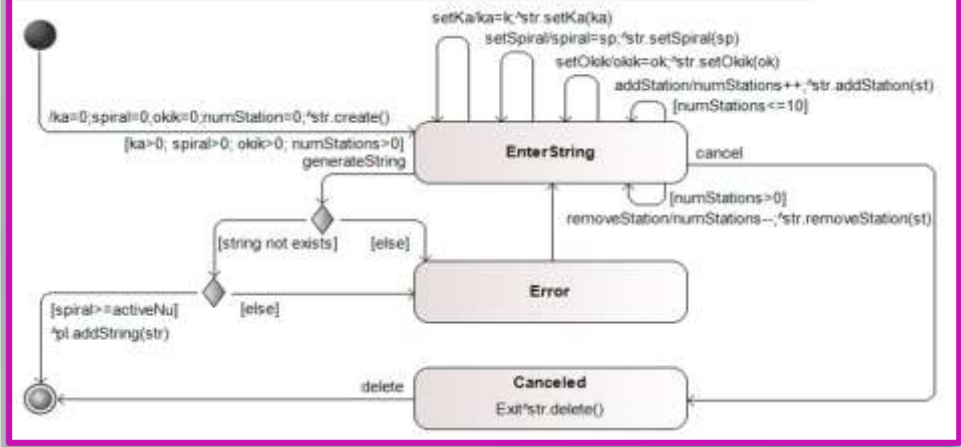 setKa/ka=k;^str.setKa(ka)
setSpiral/spiral=sp;^str.setSpiral(sp)
setOkik/okik=ok;^str.setOkik(ok)
addStation/numStations++;^str.addStation(st)
[numStations<=10]
/ka=0;spiral=0;okik=0;numStation=0;^str.create()
[ka>0; spiral>0; okik>0; numStations>0]
generateString
EnterString
cancel
[numStations>0]
removeStation/numStations--;^str.removeStation(st)
[string not exists]
[else]
Error
[spiral>=activeNu]
[else]
^pl.addString(str)
delete
Canceled
Exit^str.delete()